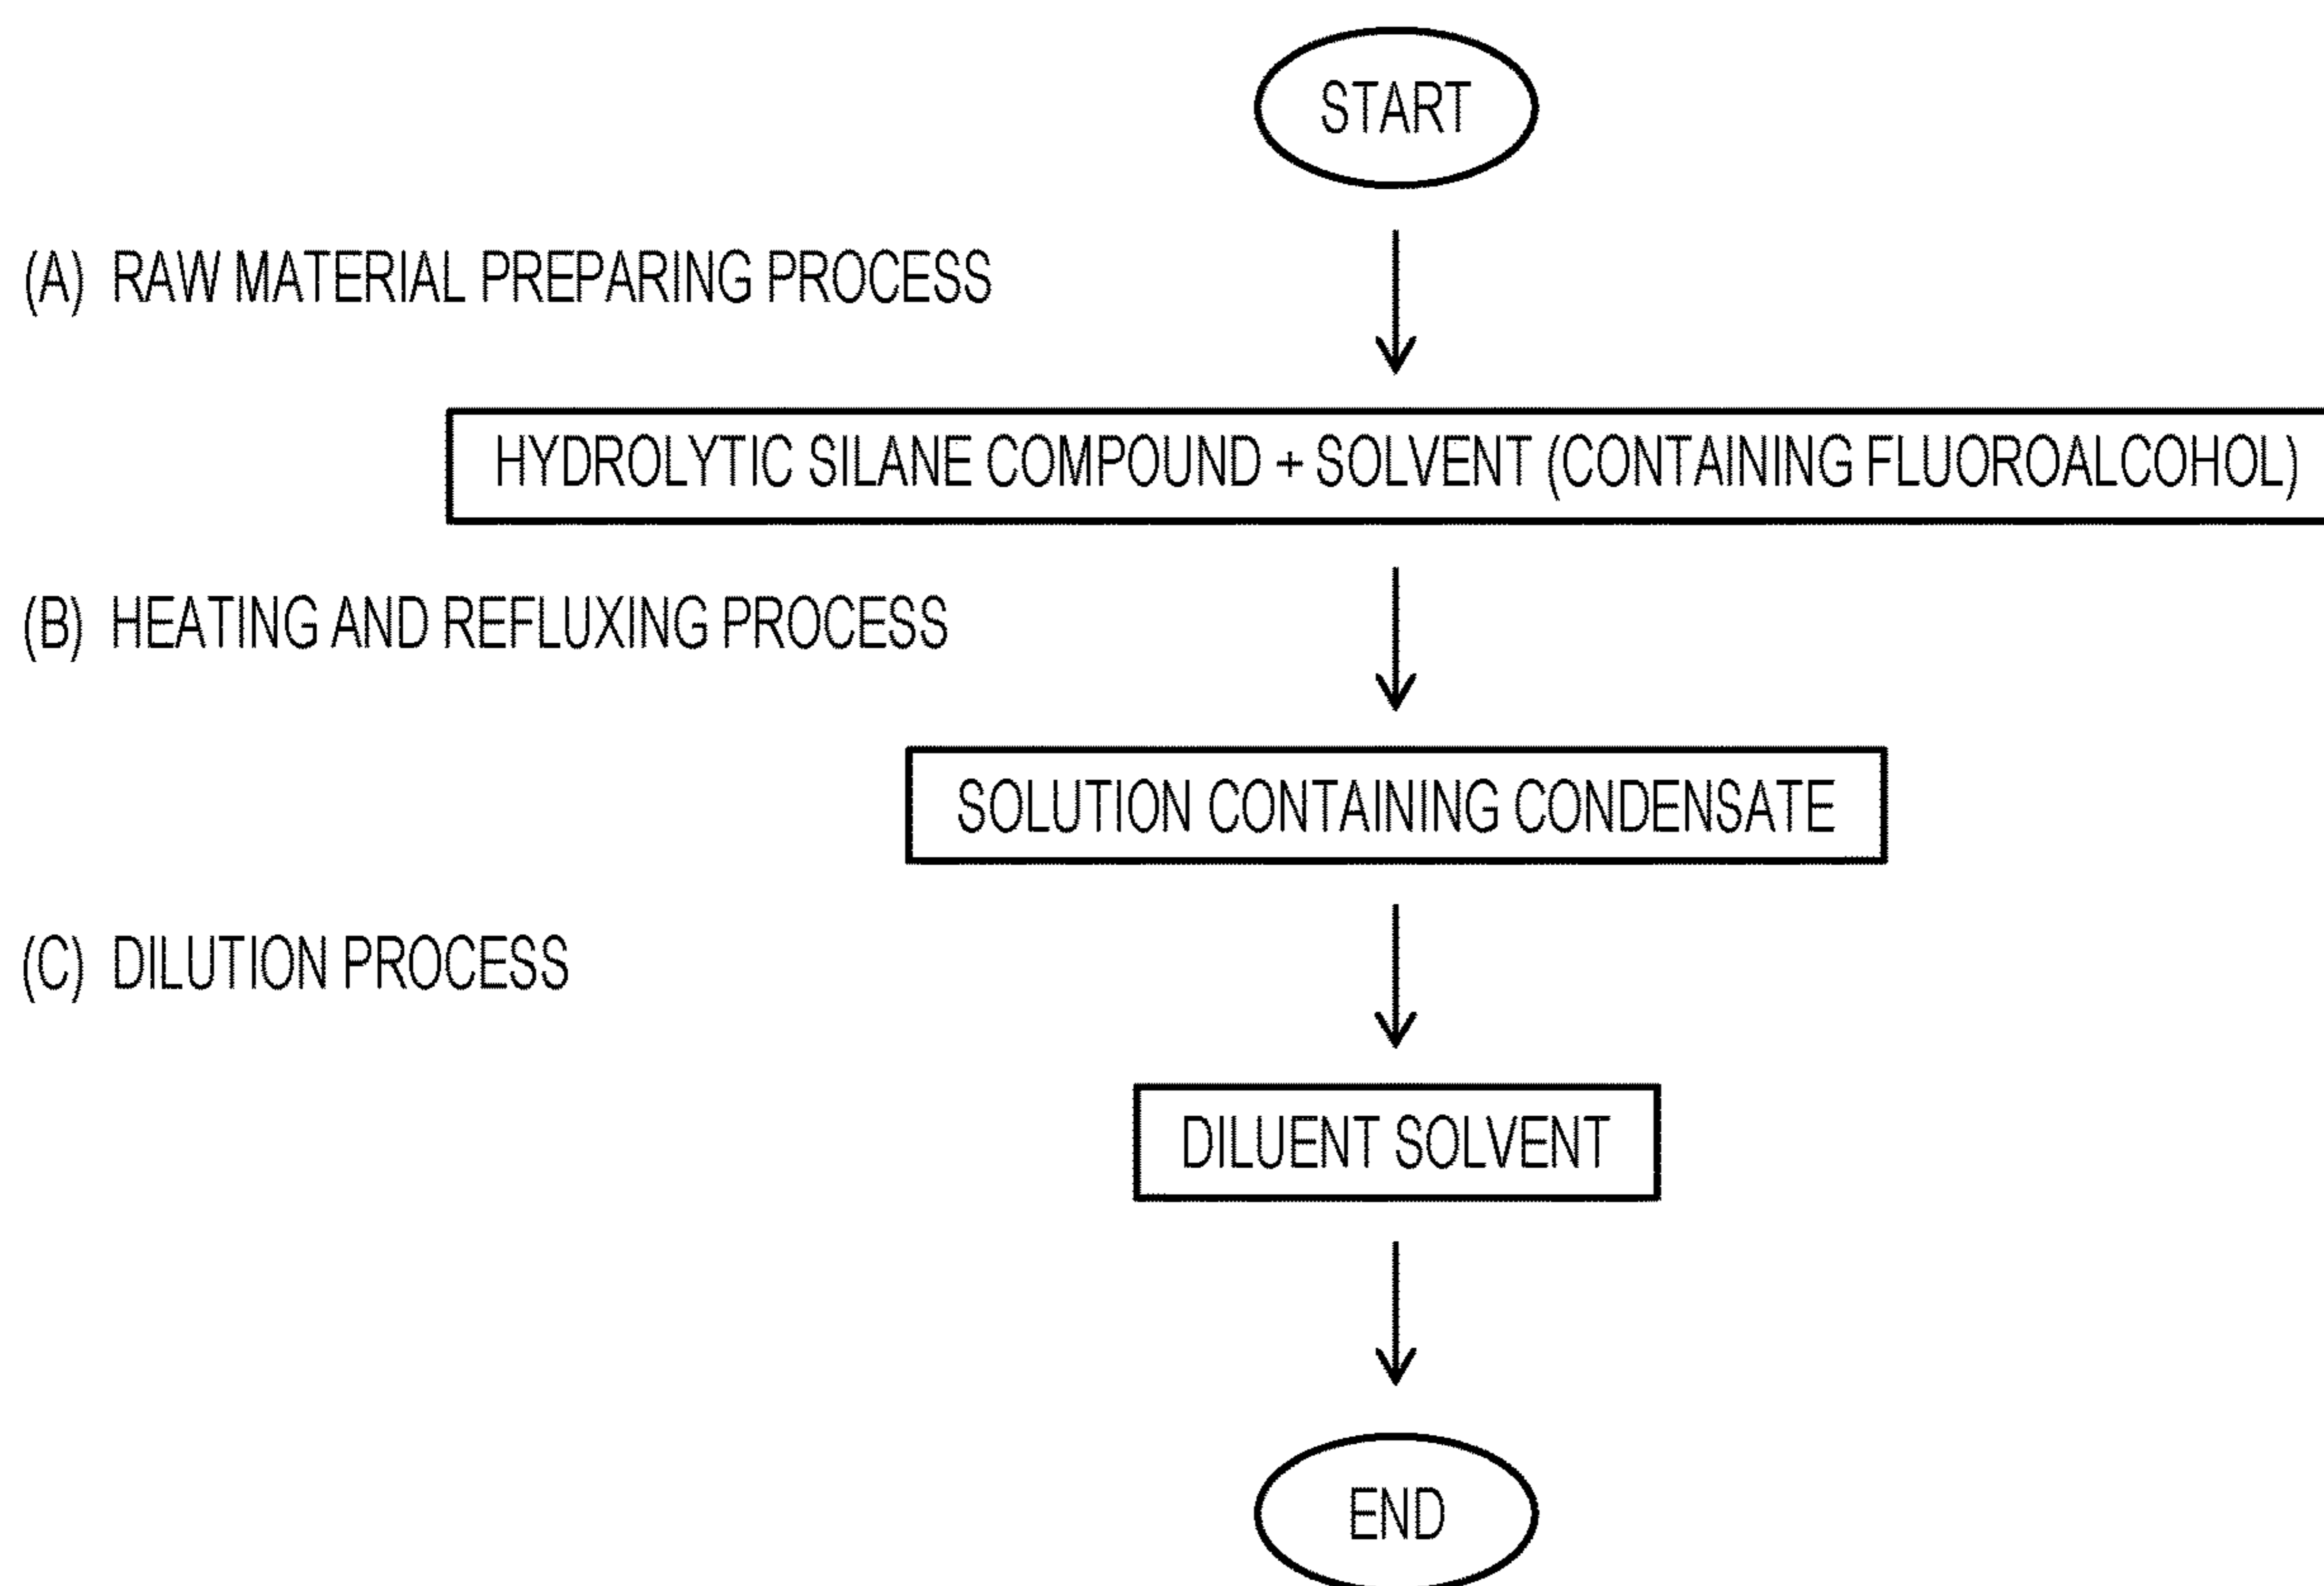 START
(A) RAW MATERIAL PREPARING PROCESS
HYDROLYTIC SILANE COMPOUND + SOLVENT (CONTAINING FLUOROALCOHOL)
(B) HEATING AND REFLUXING PROCESS
SOLUTION CONTAINING CONDENSATE
(C) DILUTION PROCESS
DILUENT SOLVENT
END